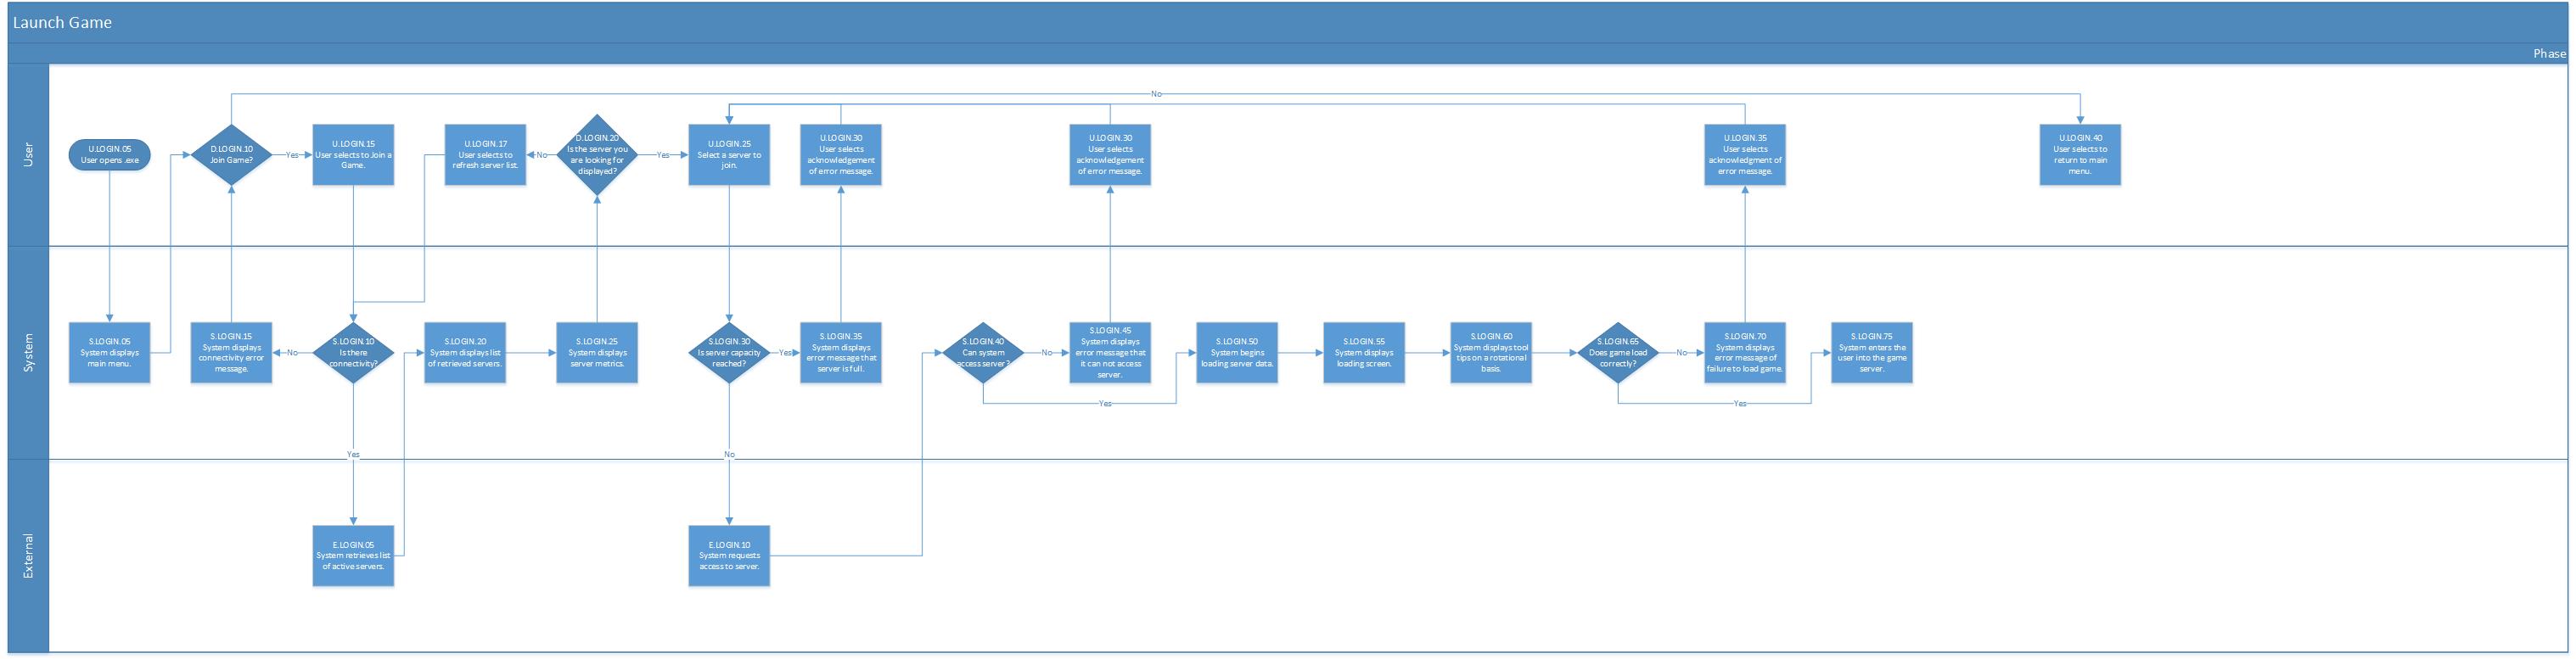 Launch Game
Phase
User
No
U.LOGIN.05
User opens .exe
D.LOGIN.10
Join Game?
Yes
U.LOGIN.15
User selects to Join a
Game.
U.LOGIN.17
User selects to
refresh server list.
No
D.LOGIN.20
Is the server you
are looking for
displayed?
Yes
U.LOGIN.25
Select a server to
join.
U.LOGIN.30
User selects
acknowledgement
of error message.
U.LOGIN.30
User selects
acknowledgement
of error message.
U.LOGIN.35
User selects
acknowledgment of
error message.
U.LOGIN.40
User selects to
return to main
menu.
System
S.LOGIN.05
System displays
main menu.
S.LOGIN.15
System displays
connectivity error
message.
No
S.LOGIN.10
Is there
connectivity?
S.LOGIN.20
System displays list
of retrieved servers.
S.LOGIN.25
System displays
server metrics.
S.LOGIN.30
Is server capacity
reached?
Yes
S.LOGIN.35
System displays
error message that
server is full.
S.LOGIN.40
Can system
access server?
No
S.LOGIN.45
System displays
error message that
it can not access
server.
S.LOGIN.50
System begins
loading server data.
S.LOGIN.55
System displays
loading screen.
S.LOGIN.60
System displays tool
tips on a rotational
basis.
S.LOGIN.65
Does game load
correctly?
No
S.LOGIN.70
System displays
error message of
failure to load game.
S.LOGIN.75
System enters the
user into the game
server.
Yes
Yes
Yes
No
External
E.LOGIN.05
System retrieves list
of active servers.
E.LOGIN.10
System requests
access to server.